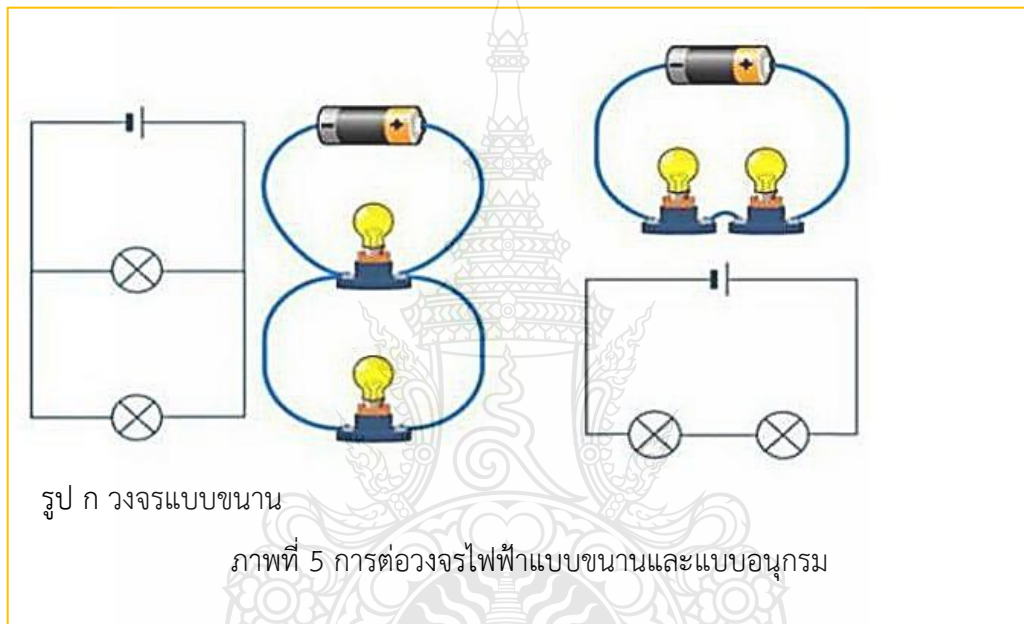 รูป ก วงจรแบบขนาน
ภาพที่ 5 การต่อวงจรไฟฟ้าแบบขนานและแบบอนุกรม